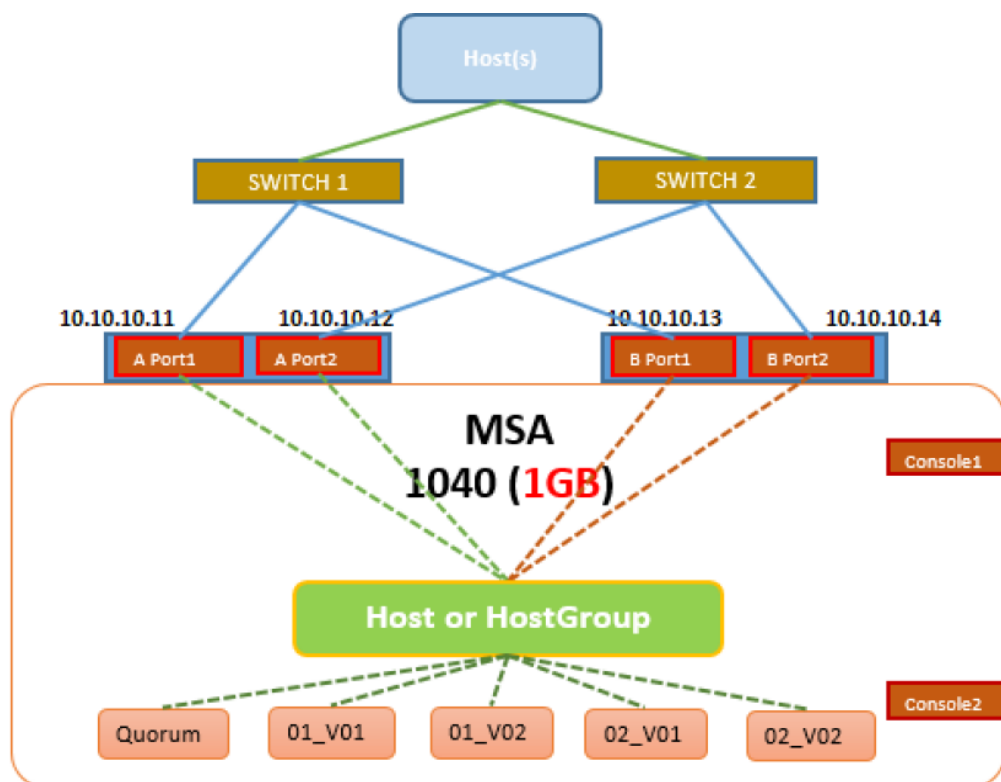 Host(s)
SWITCH 1
SWITCH 2
10.10.10.11
10.10.10.12
10.10.10.13
10.10.10.14
A Port1
A Port2
B Port1
B Port2
MSA
1040 (1GB)
Console1
Host or HostGroup
Console2
Quorum
01_V01
01_V02
02_V01
02_V02